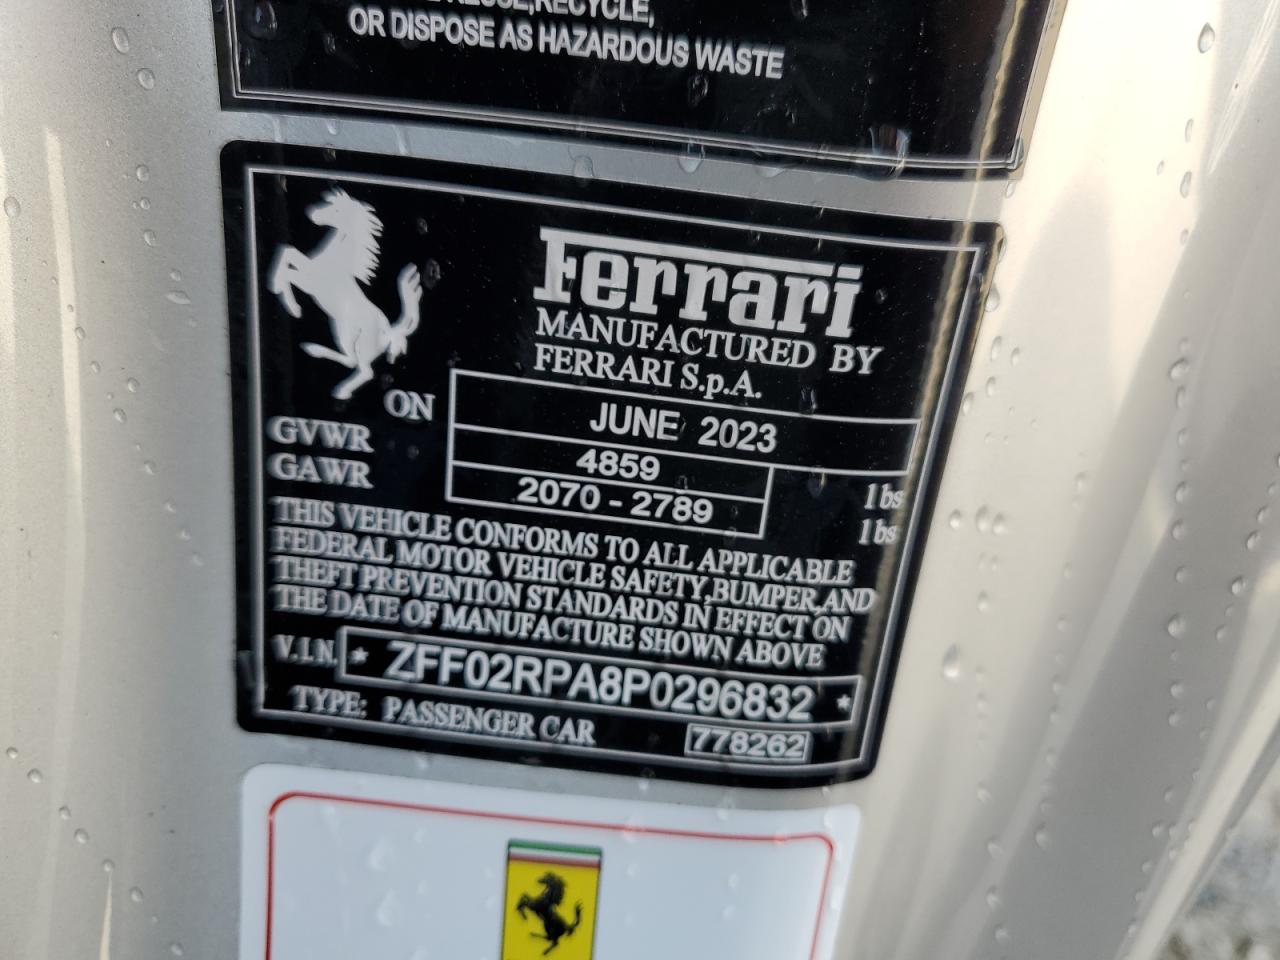 REUSE,RECYCLE,
OR DISPOSE AS HAZARDOUS WASTE
Ferrari
MANUFACTURED BY
FERRARI S.p.A.
ON JUNE 2023
GVWR 4859 lbs
GAWR 2070 - 2789 lbs
THIS VEHICLE CONFORMS TO ALL APPLICABLE
FEDERAL MOTOR VEHICLE SAFETY,BUMPER,AND
THEFT PREVENTION STANDARDS IN EFFECT ON
THE DATE OF MANUFACTURE SHOWN ABOVE
V.I.N. * ZFF02RPA8P0296832 *
TYPE: PASSENGER CAR 778262